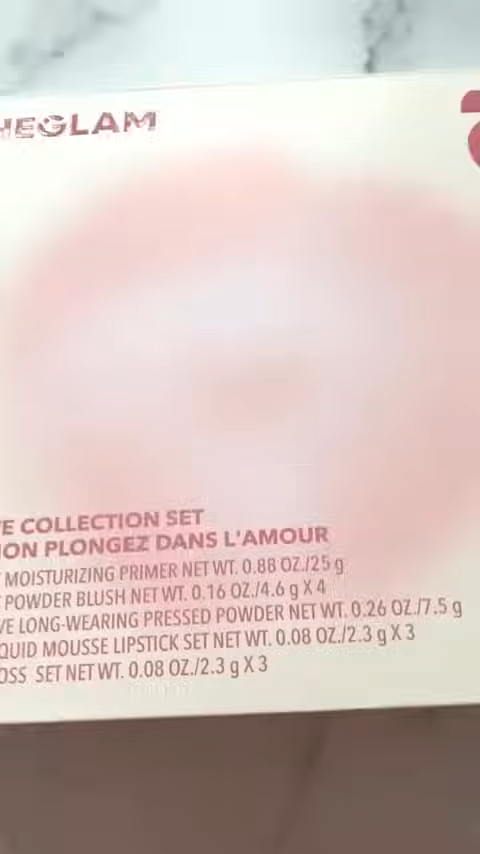 HEGLAM
E COLLECTION SET
ION PLONGEZ DANS L'AMOUR
MOISTURIZING PRIMER NET WT. 0.88 OZ./25 g
POWDER BLUSH NET WT. 0.16 OZ./4.6 g X 4
VE LONG-WEARING PRESSED POWDER NET WT. 0.26 OZ./7.5 g
QUID MOUSSE LIPSTICK SET NET WT. 0.08 OZ./2.3 g X 3
OSS SET NET WT. 0.08 OZ./2.3 g X 3